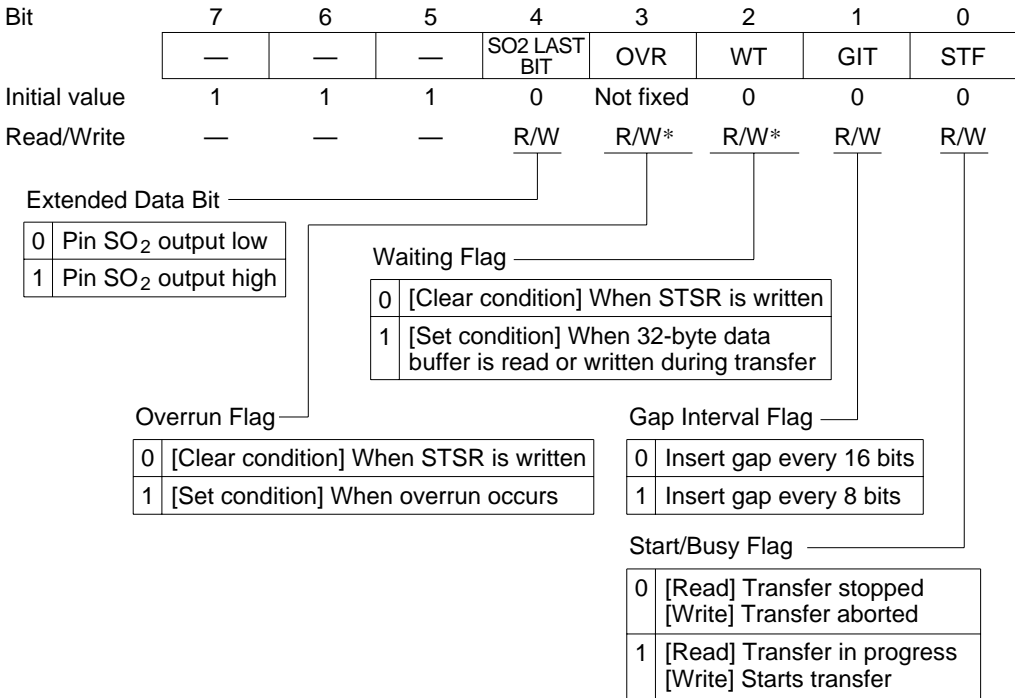 Bit 7 6 5 4 3 2 1 0
— — — SO2 LAST BIT OVR WT GIT STF
Initial value 1 1 1 0 Not fixed 0 0 0
Read/Write — — — R/W R/W* R/W* R/W R/W
Extended Data Bit
0 Pin SO2 output low
1 Pin SO2 output high
Waiting Flag
0 [Clear condition] When STSR is written
1 [Set condition] When 32-byte data
buffer is read or written during transfer
Overrun Flag
0 [Clear condition] When STSR is written
1 [Set condition] When overrun occurs
Gap Interval Flag
0 Insert gap every 16 bits
1 Insert gap every 8 bits
Start/Busy Flag
0 [Read] Transfer stopped
[Write] Transfer aborted
1 [Read] Transfer in progress
[Write] Starts transfer